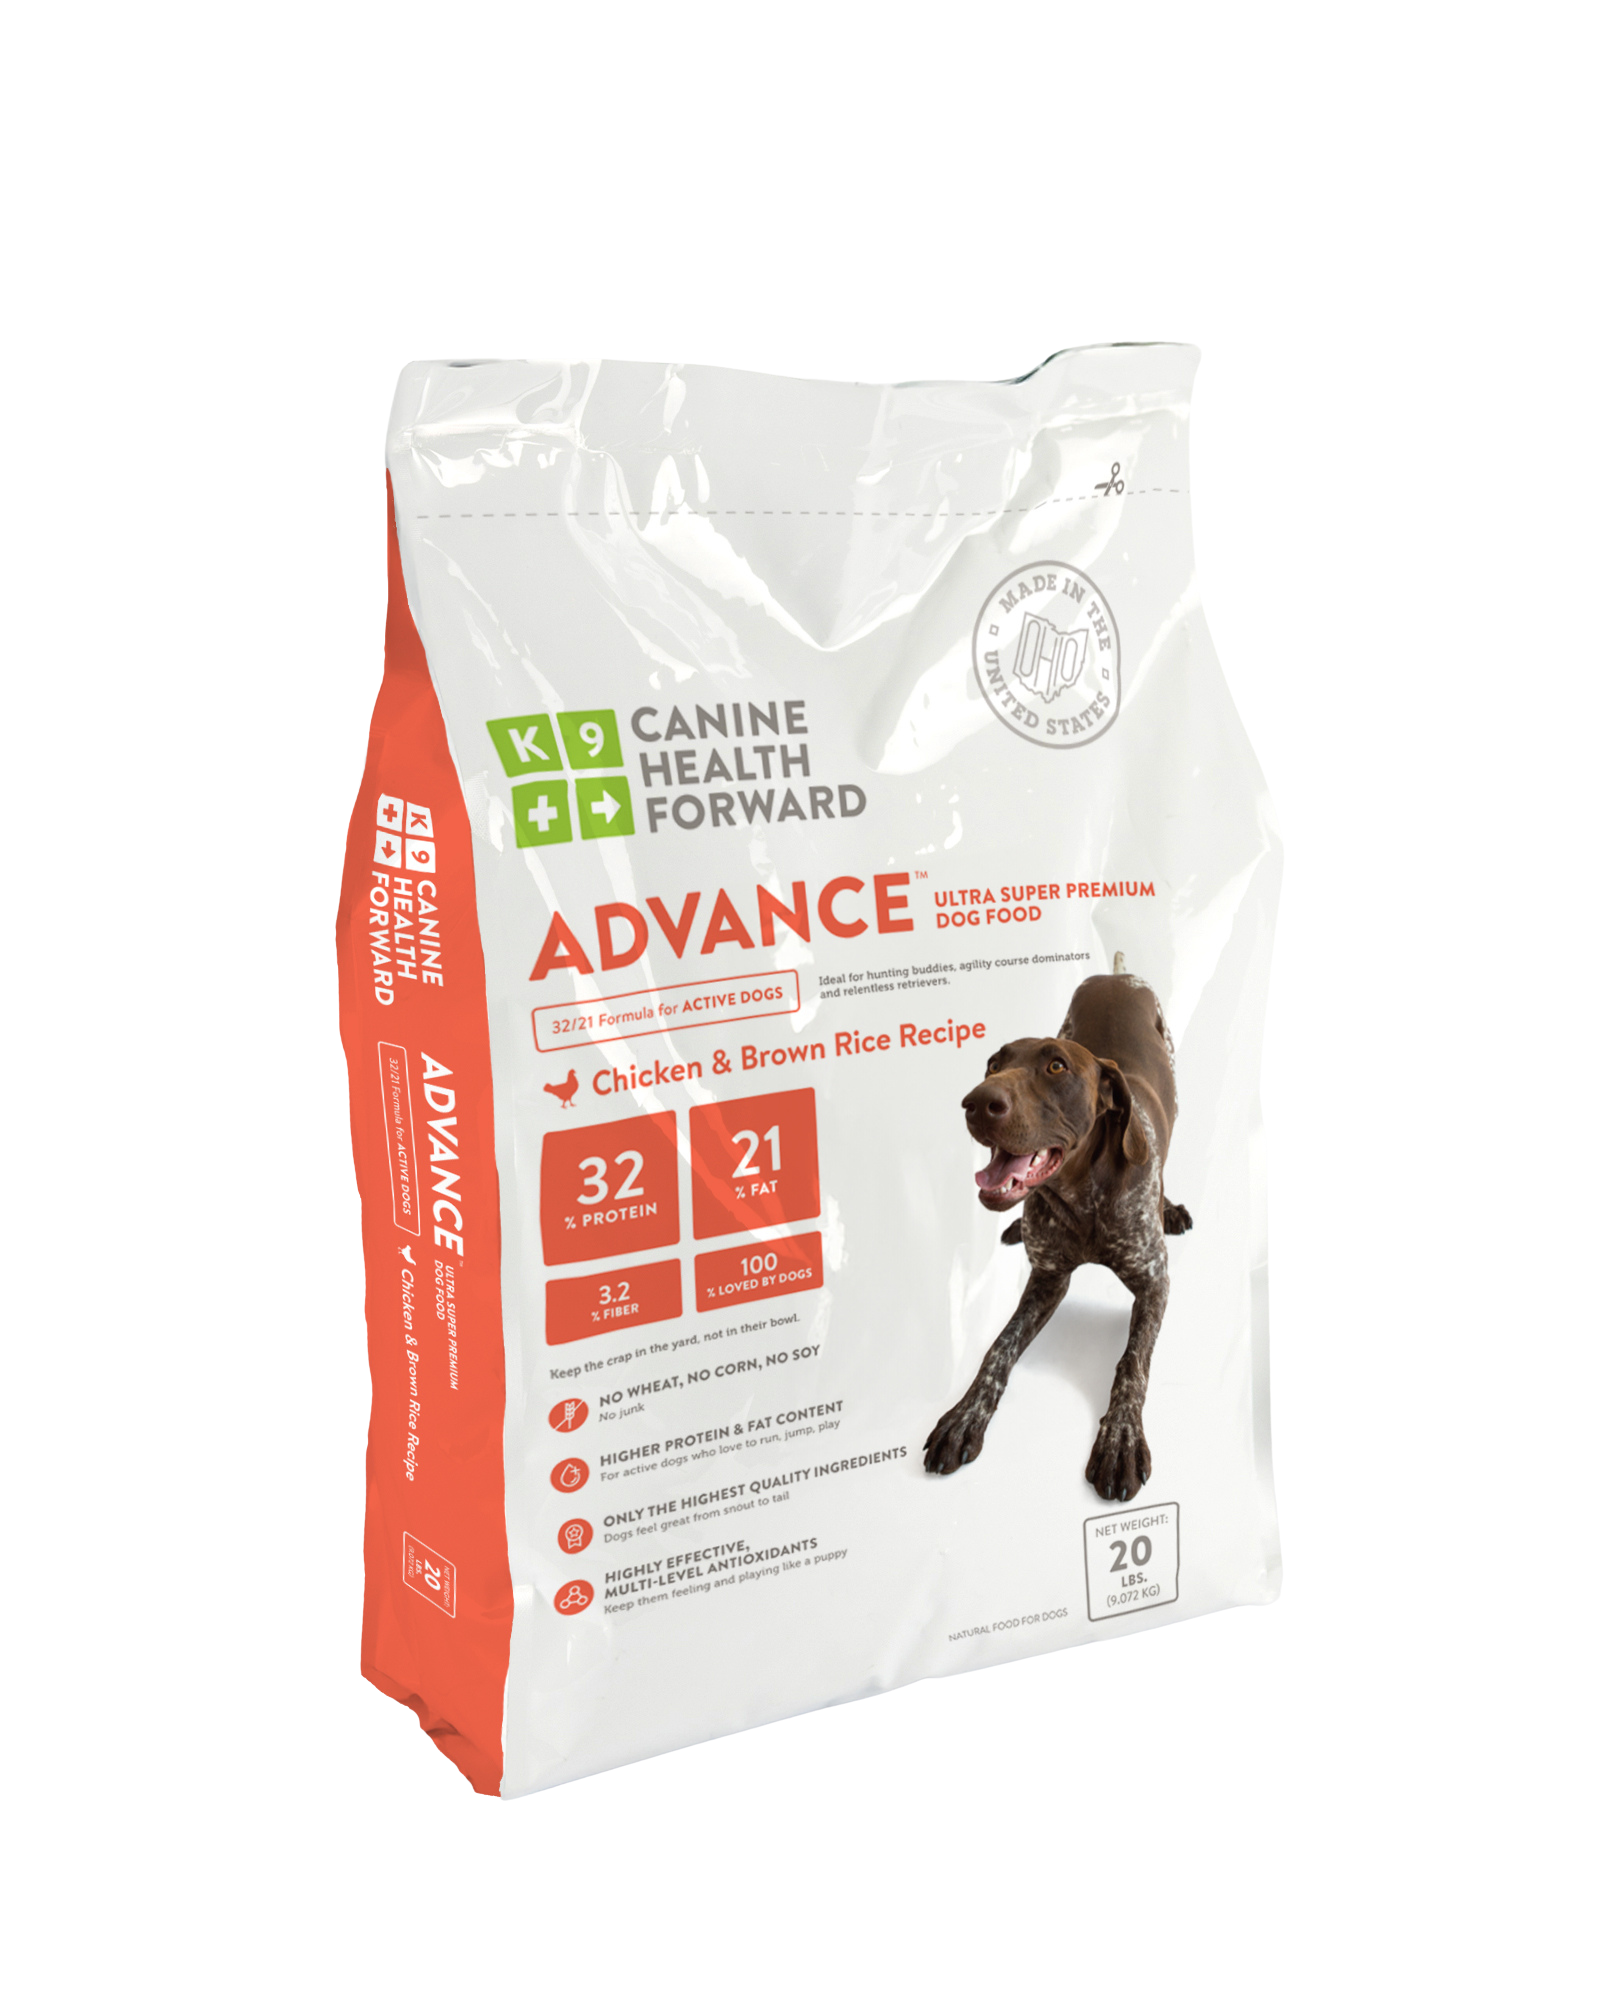 MADE IN THE
OHIO
UNITED STATES
K 9
CANINE
HEALTH
FORWARD
ADVANCE™
ULTRA SUPER PREMIUM
DOG FOOD
32/21 Formula for ACTIVE DOGS
Ideal for hunting buddies, agility course dominators
and relentless retrievers.
Chicken & Brown Rice Recipe
32
% PROTEIN
21
% FAT
3.2
% FIBER
100
% LOVED BY DOGS
Keep the crap in the yard, not in their bowl.
NO WHEAT, NO CORN, NO SOY
No junk
HIGHER PROTEIN & FAT CONTENT
For active dogs who love to run, jump, play
ONLY THE HIGHEST QUALITY INGREDIENTS
Dogs feel great from snout to tail
HIGHLY EFFECTIVE,
MULTI-LEVEL ANTIOXIDANTS
Keep them feeling and playing like a puppy
NATURAL FOOD FOR DOGS
NET WEIGHT:
20
LBS.
(9.072 KG)
K 9
CANINE
HEALTH
FORWARD
ADVANCE™
ULTRA SUPER PREMIUM
DOG FOOD
32/21 Formula for ACTIVE DOGS
Chicken & Brown Rice Recipe
NET WEIGHT:
20
LBS.
(9.072 KG)